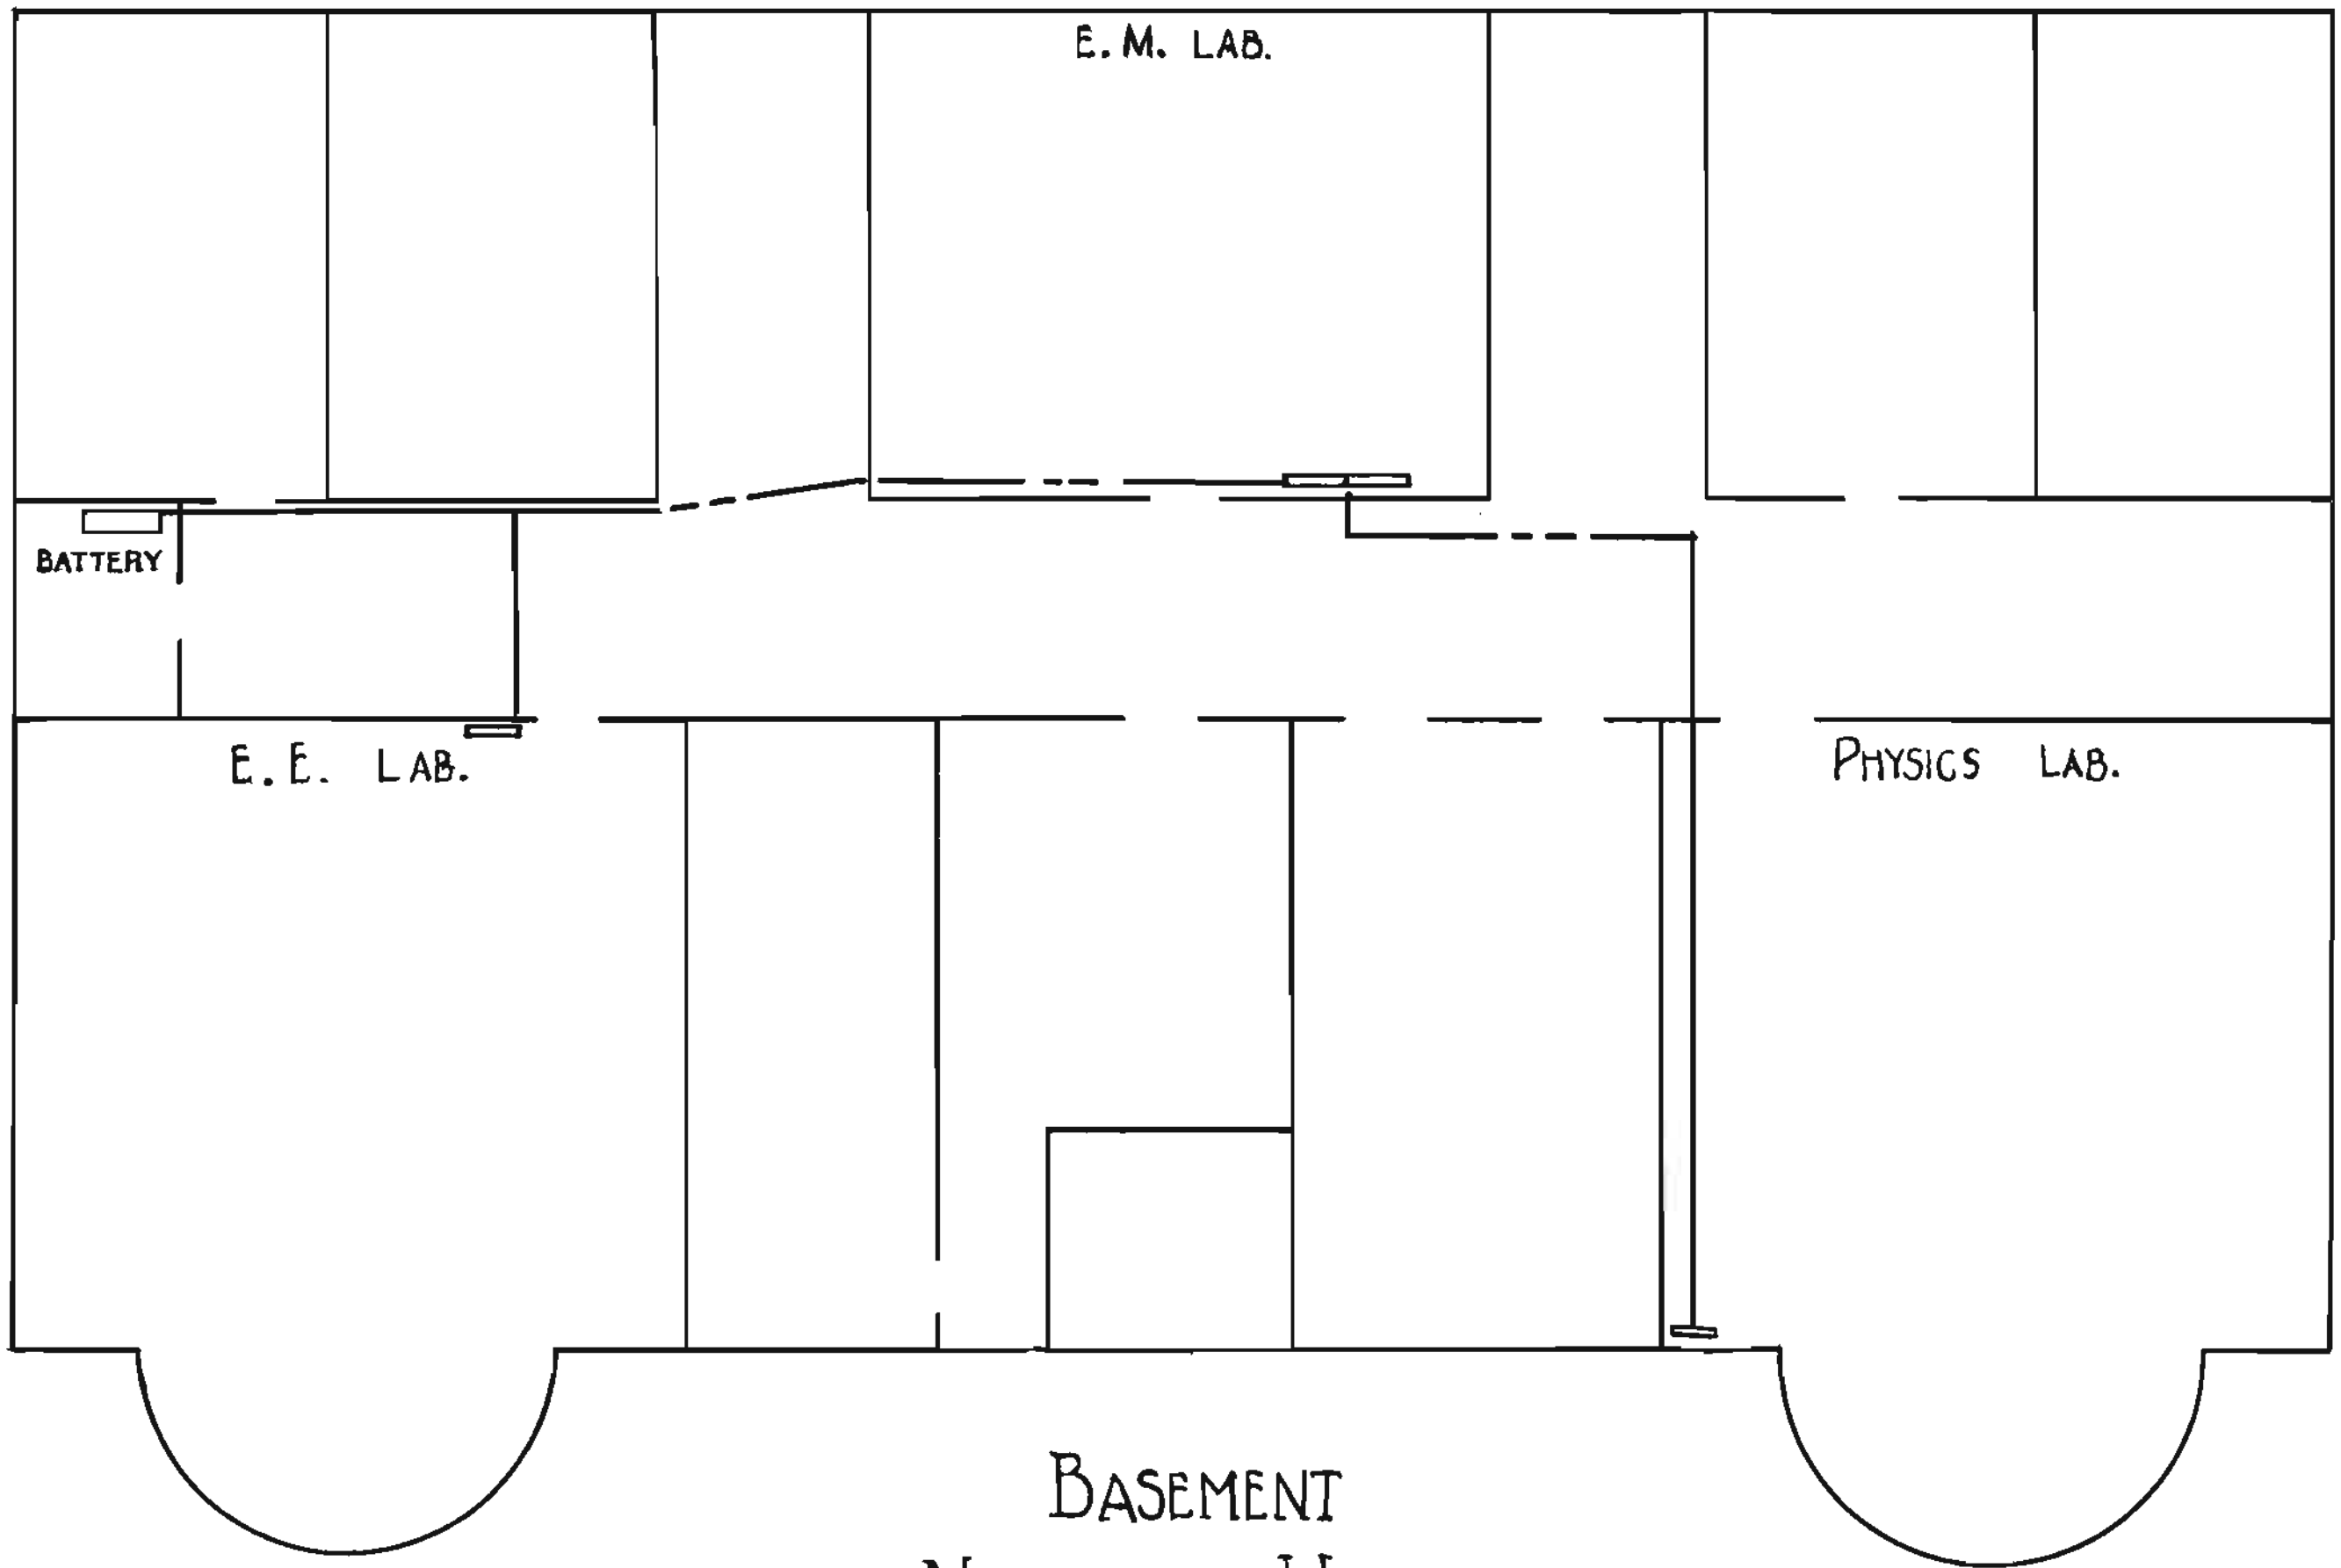 E. M. LAB.
BATTERY
E. E. LAB.
PHYSICS LAB.
BASEMENT